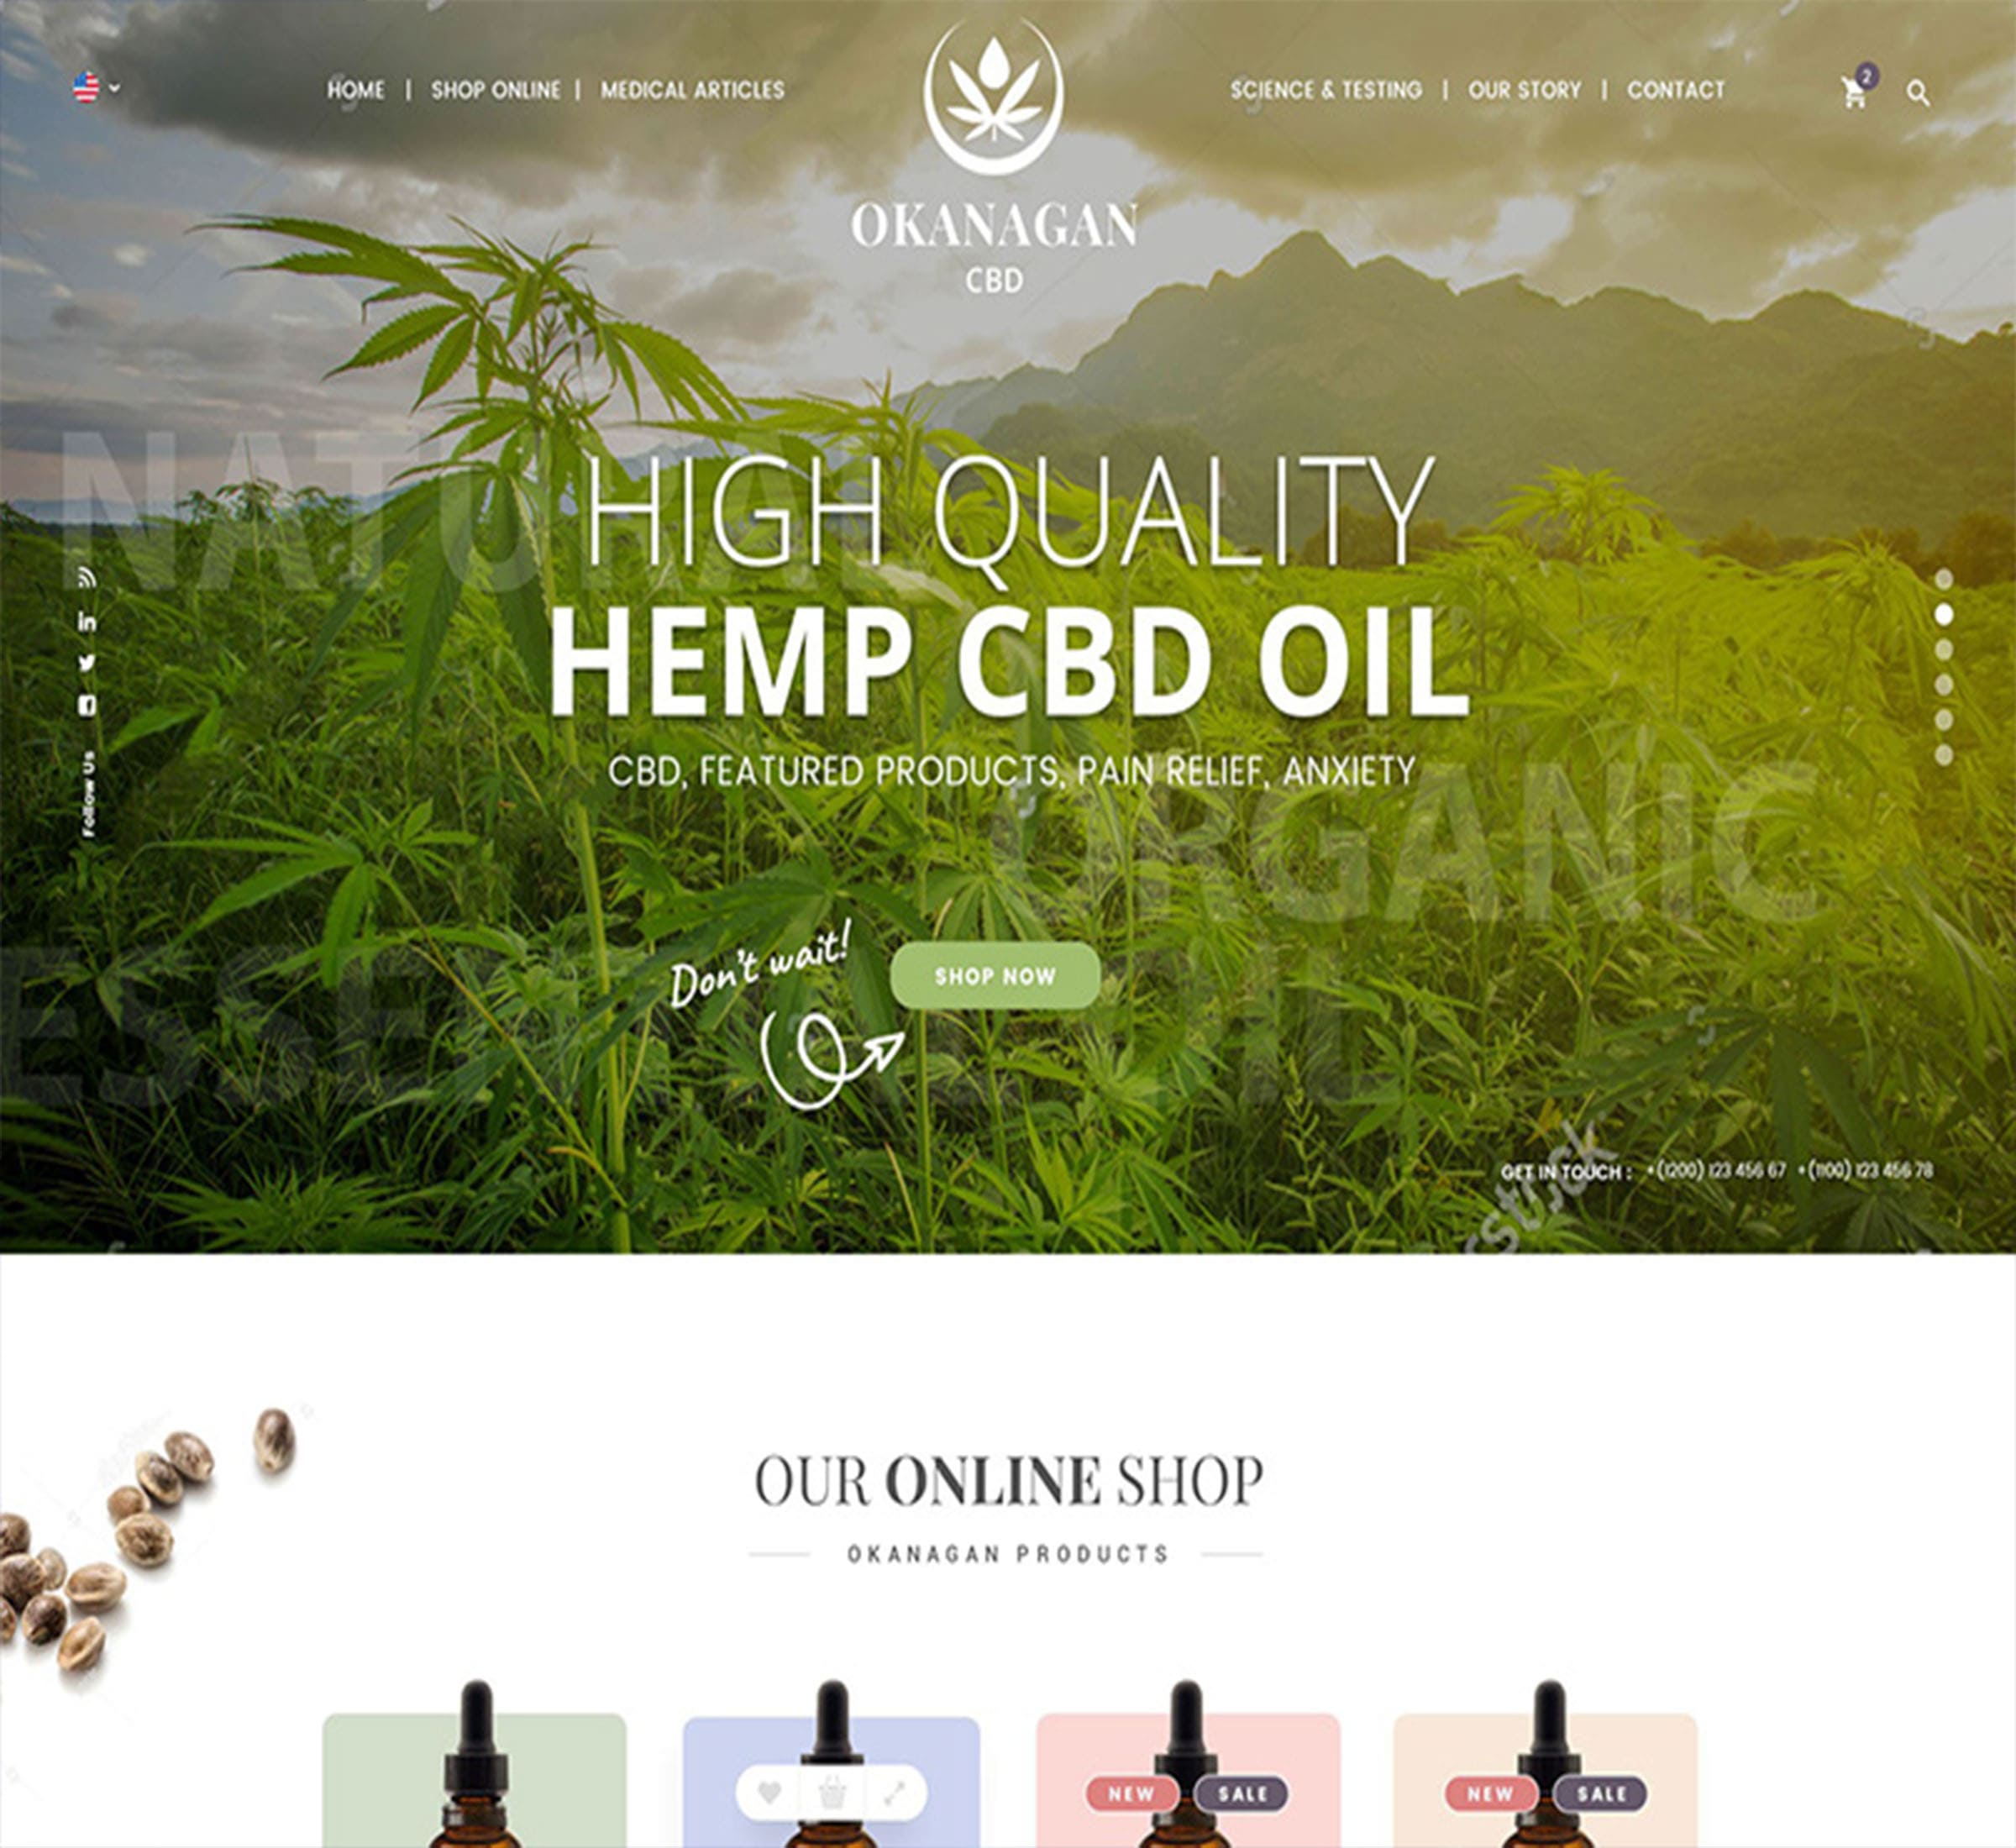 HOME | SHOP ONLINE | MEDICAL ARTICLES
SCIENCE & TESTING | OUR STORY | CONTACT
2
OKANAGAN
CBD
NATURAL
HIGH QUALITY
HEMP CBD OIL
CBD, FEATURED PRODUCTS, PAIN RELIEF, ANXIETY
ORGANIC
Follow Us
Don't wait!
SHOP NOW
OIL
GET IN TOUCH : +(1200) 123 456 67 +(1100) 123 456 78
OUR ONLINE SHOP
OKANAGAN PRODUCTS
NEW SALE
NEW SALE